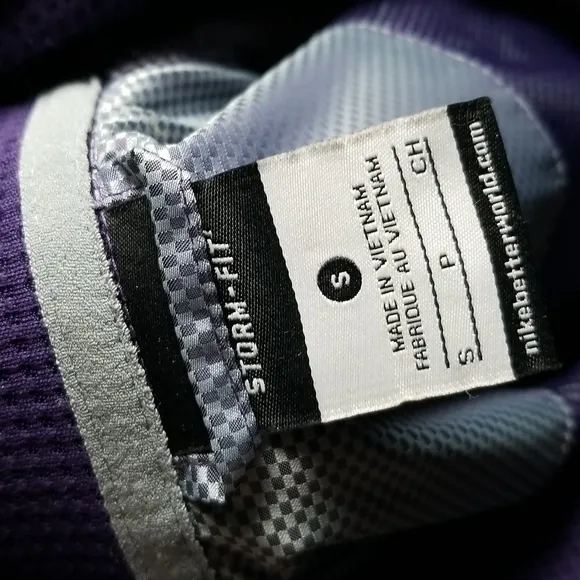 STORM-FIT
S
MADE IN VIETNAM
FABRIQUE AU VIETNAM
S P CH
nikebetterworld.com